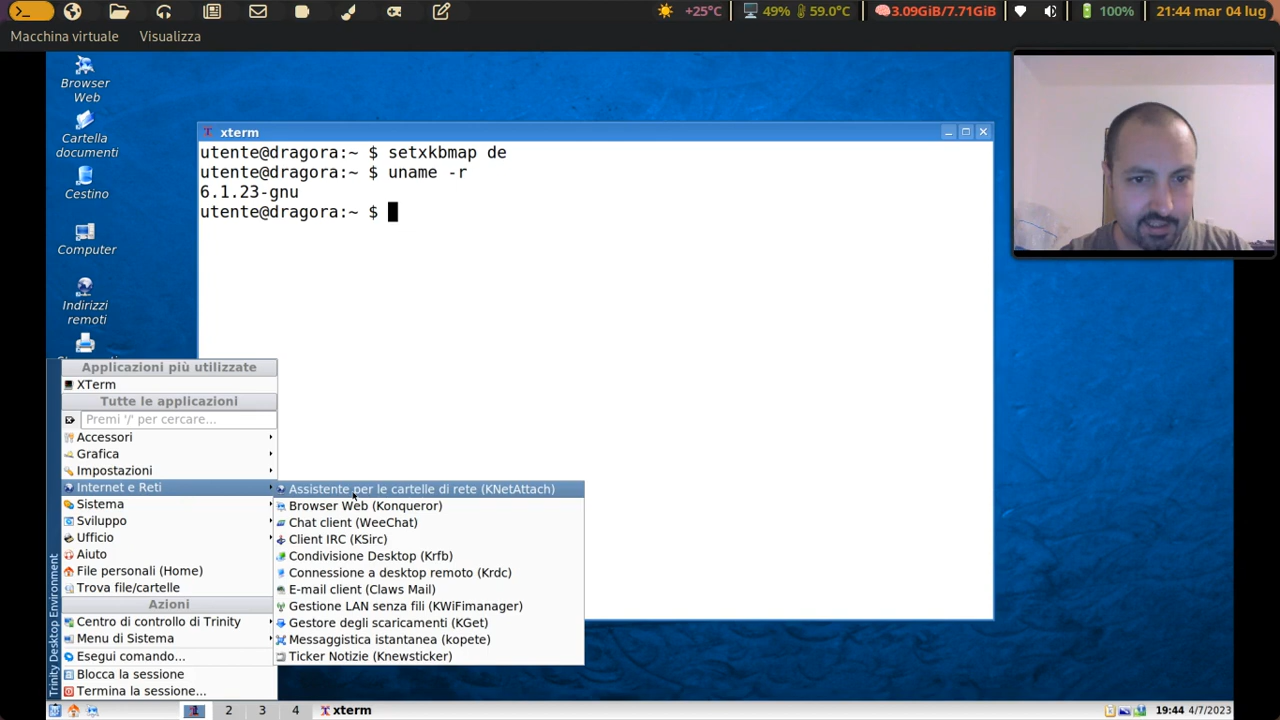 +25°C 49% 59.0°C 3.09GiB/7.71GiB 100% 21:44 mar 04 lug
Macchina virtuale Visualizza
Browser
Web
Cartella
documenti
Cestino
Computer
Indirizzi
remoti
xterm
utente@dragora:~ $ setxkbmap de
utente@dragora:~ $ uname -r
6.1.23-gnu
utente@dragora:~ $
Applicazioni più utilizzate
XTerm
Tutte le applicazioni
Premi '/' per cercare...
Accessori
Grafica
Impostazioni
Internet e Reti
Sistema
Sviluppo
Ufficio
Aiuto
File personali (Home)
Trova file/cartelle
Azioni
Centro di controllo di Trinity
Menu di Sistema
Esegui comando...
Blocca la sessione
Termina la sessione...
Trinity Desktop Environment
Assistente per le cartelle di rete (KNetAttach)
Browser Web (Konqueror)
Chat client (WeeChat)
Client IRC (KSirc)
Condivisione Desktop (Krfb)
Connessione a desktop remoto (Krdc)
E-mail client (Claws Mail)
Gestione LAN senza fili (KWiFimanager)
Gestore degli scaricamenti (KGet)
Messaggistica istantanea (kopete)
Ticker Notizie (Knewsticker)
1 2 3 4 xterm 19:44 4/7/2023